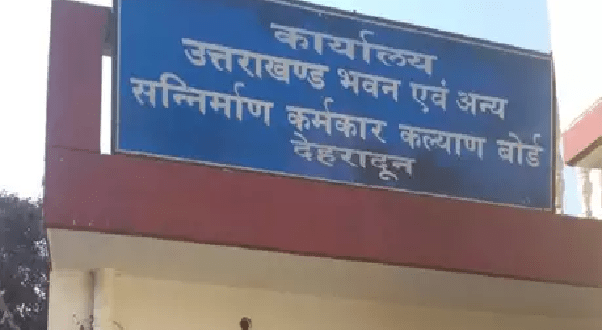 कार्यालय
उत्तराखण्ड भवन एवं अन्य
सन्निर्माण कर्मकार कल्याण बोर्ड
देहरादून